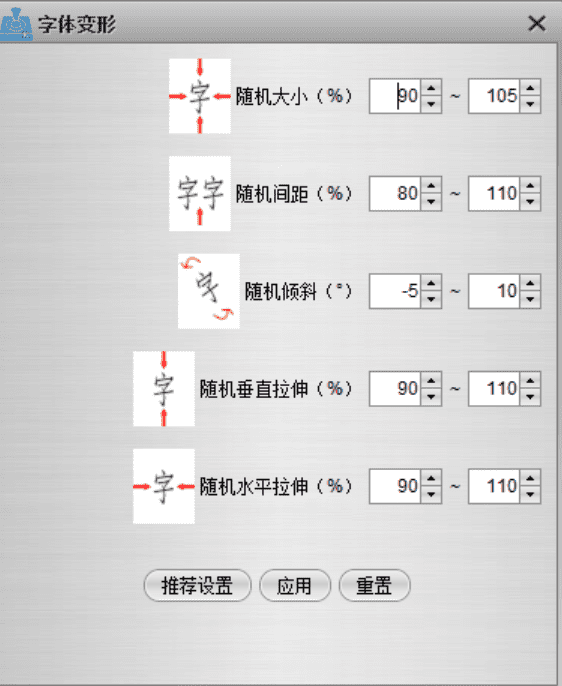 字体变形
字 随机大小（%） 90 ~ 105
字字 随机间距（%） 80 ~ 110
字 随机倾斜（°） -5 ~ 10
字 随机垂直拉伸（%） 90 ~ 110
字 随机水平拉伸（%） 90 ~ 110
推荐设置 应用 重置